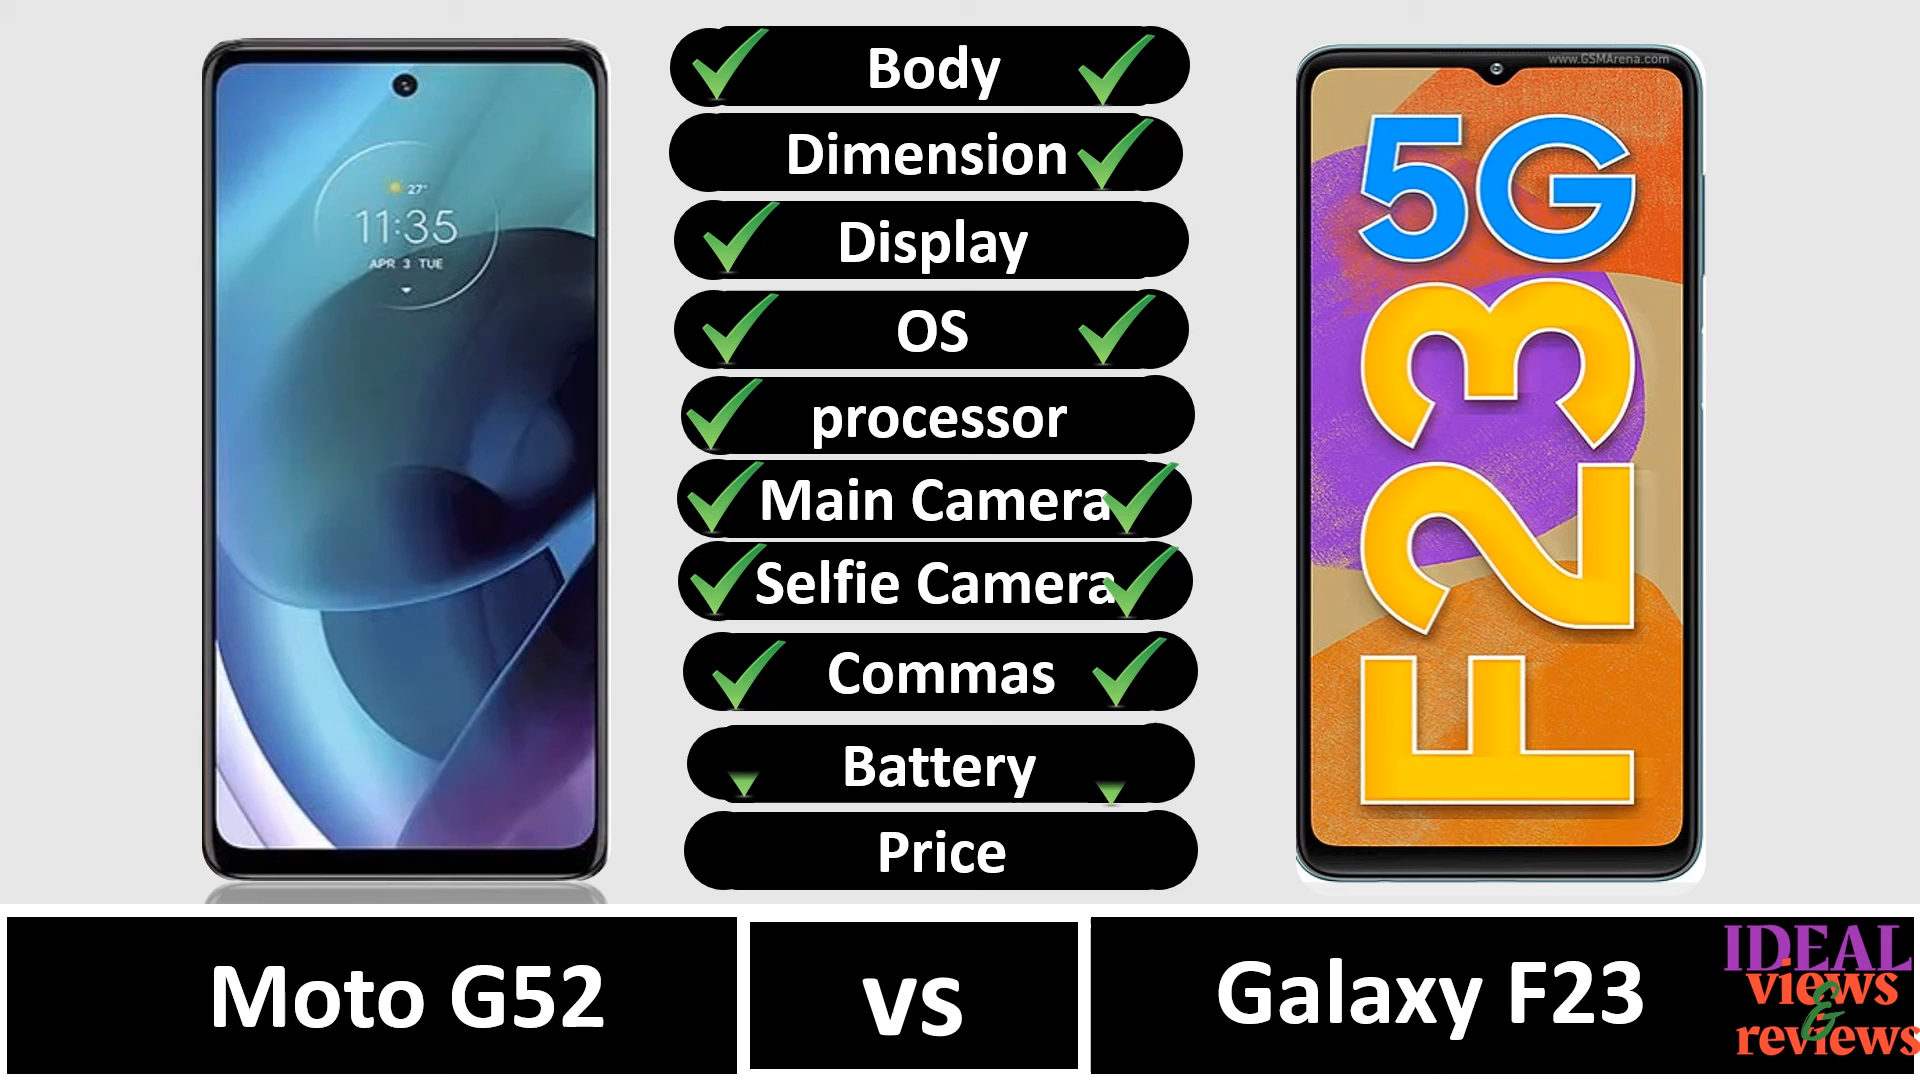 27°
11:35
APR 3 TUE
Body
Dimension
Display
OS
processor
Main Camera
Selfie Camera
Commas
Battery
Price
www.GSMArena.com
5G
F23
Moto G52
vs
Galaxy F23
IDEAL
views
&
reviews